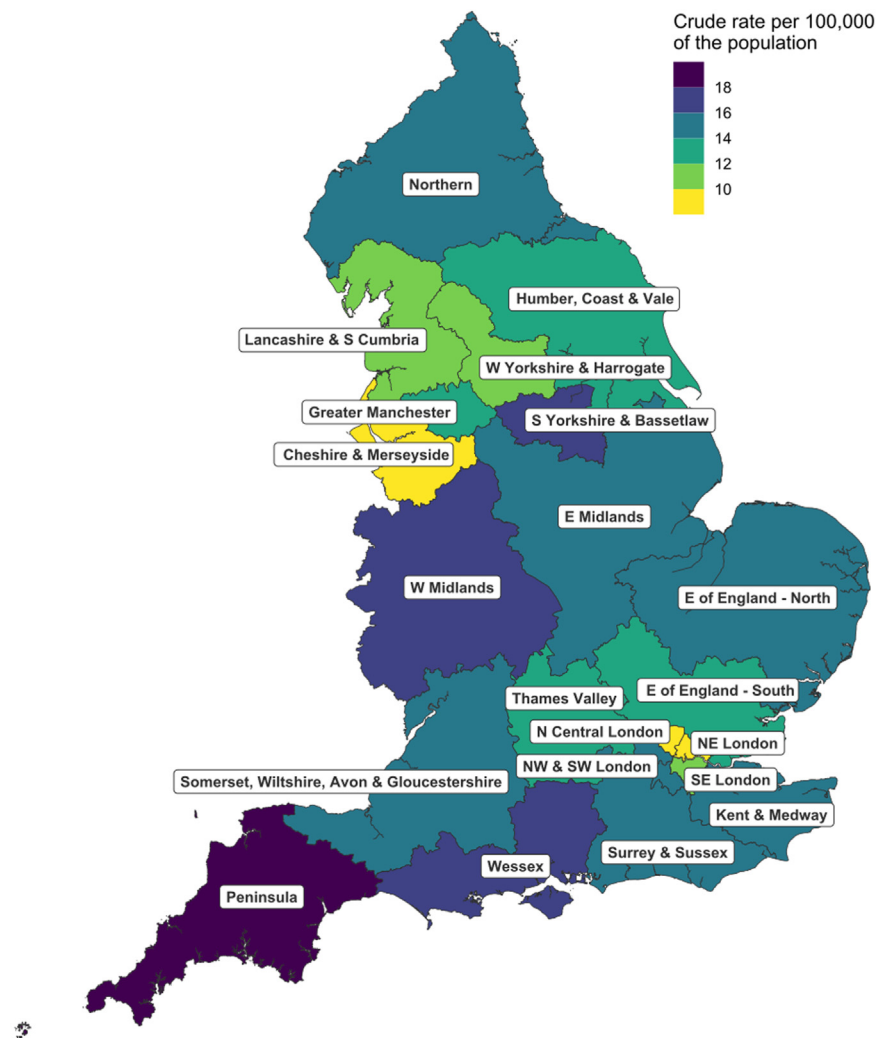 Crude rate per 100,000
of the population
18
16
14
12
10
Northern
Humber, Coast & Vale
Lancashire & S Cumbria
W Yorkshire & Harrogate
Greater Manchester
S Yorkshire & Bassetlaw
Cheshire & Merseyside
E Midlands
W Midlands
E of England - North
E of England - South
Thames Valley
N Central London
NE London
NW & SW London
SE London
Somerset, Wiltshire, Avon & Gloucestershire
Kent & Medway
Surrey & Sussex
Wessex
Peninsula